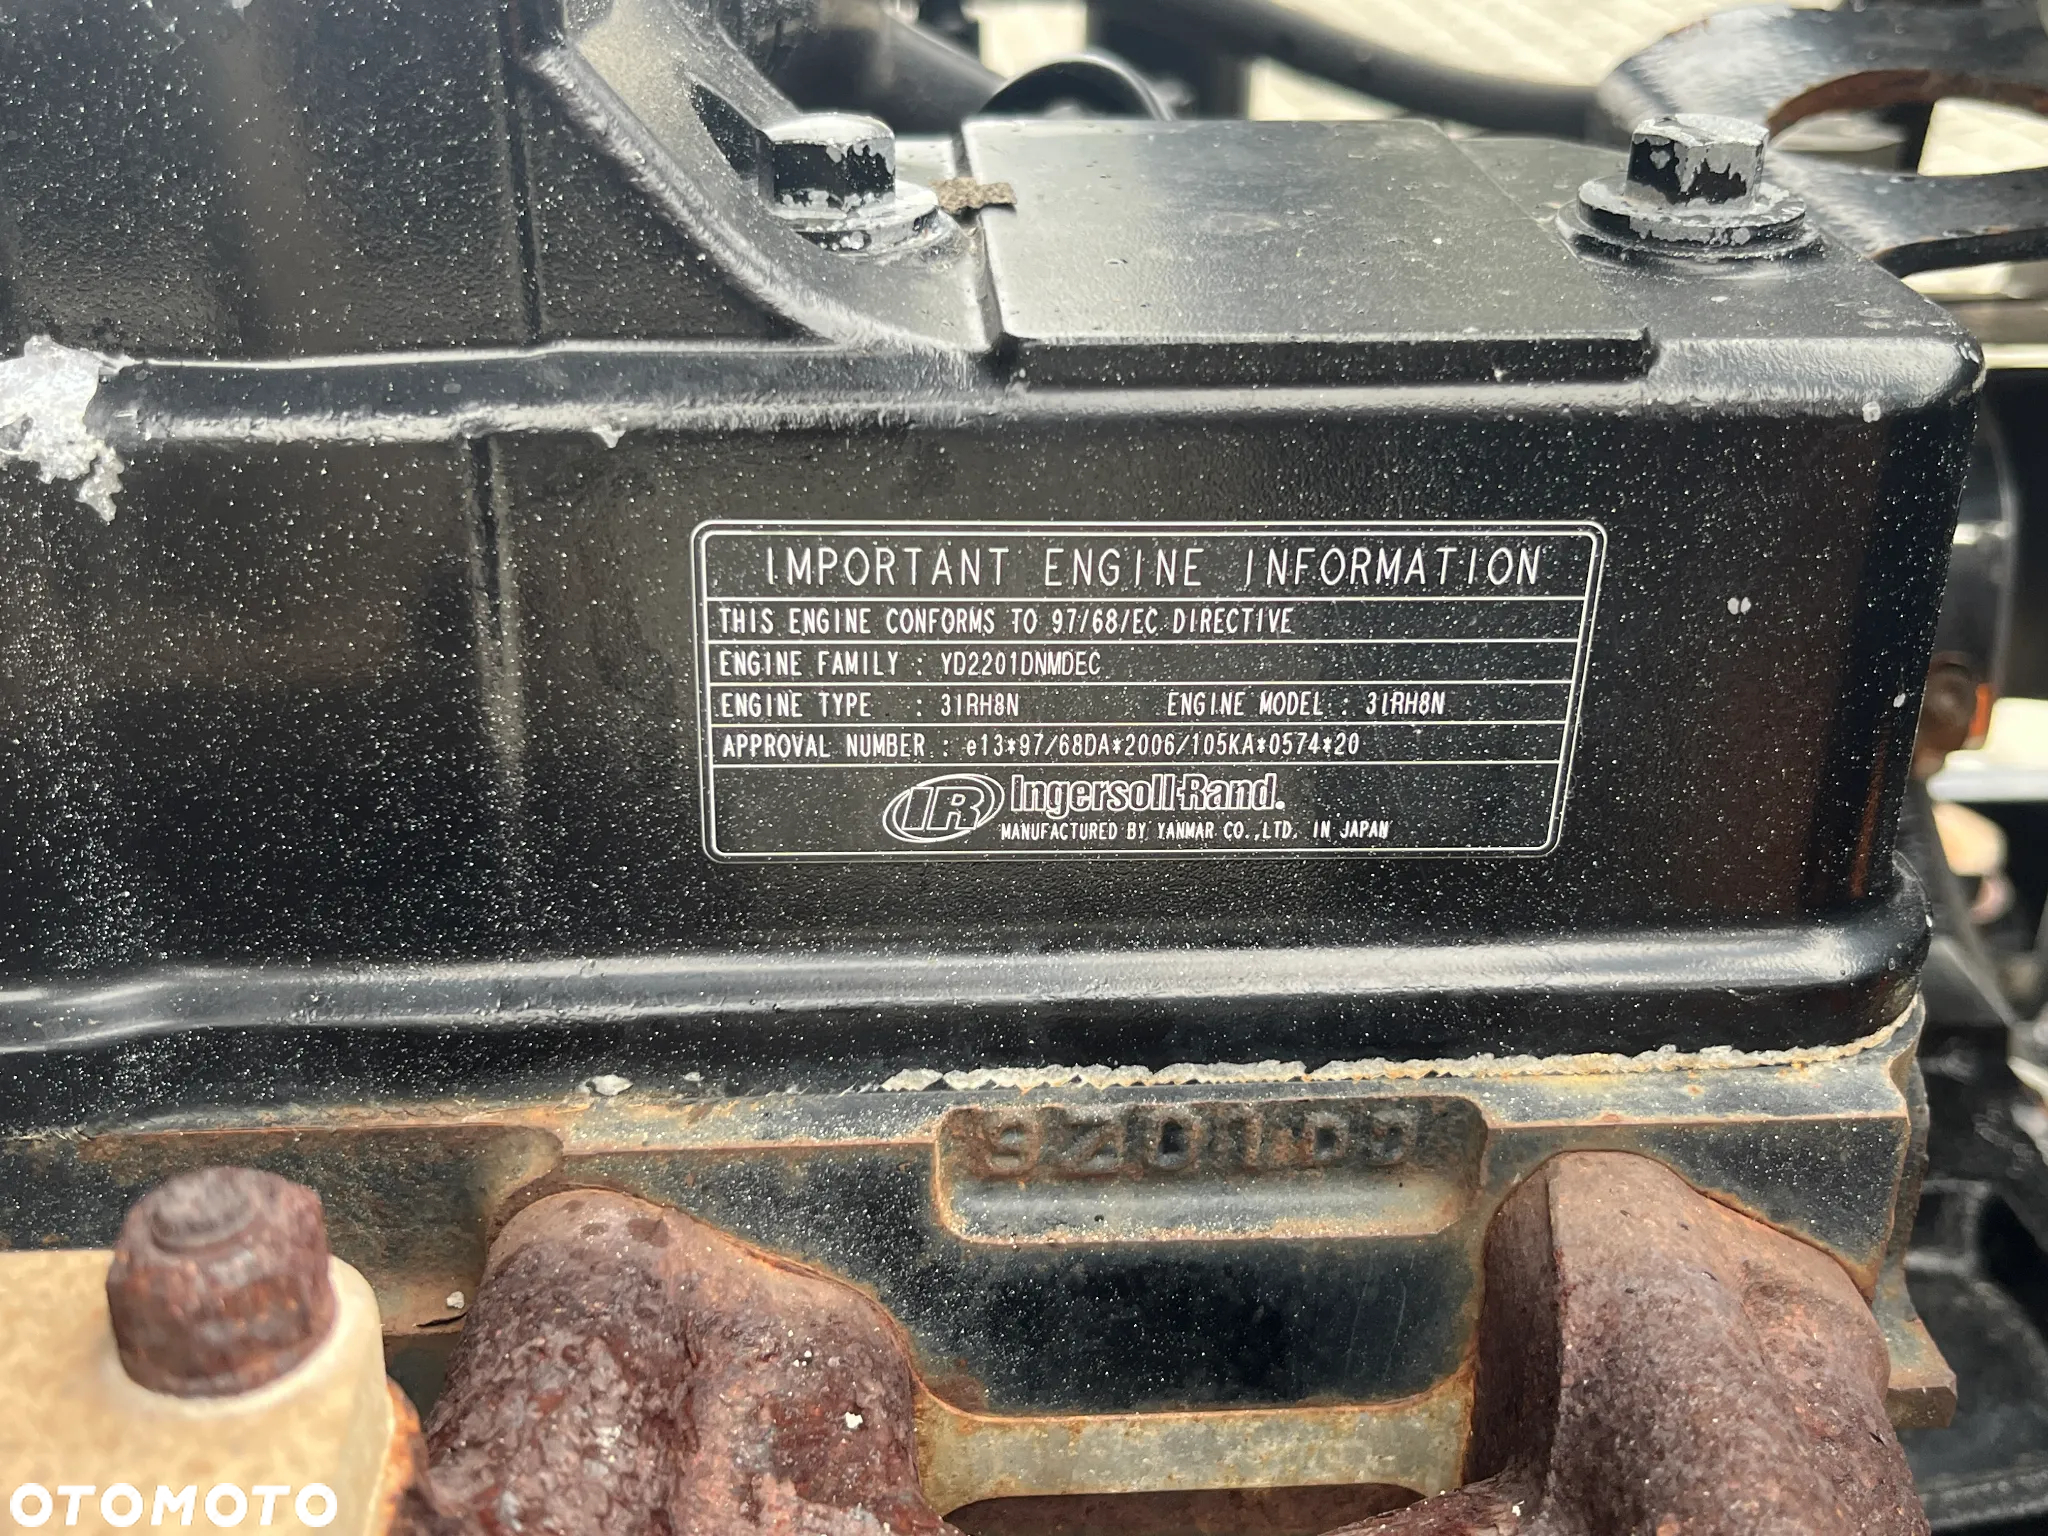 IMPORTANT ENGINE INFORMATION
THIS ENGINE CONFORMS TO 97/68/EC DIRECTIVE
ENGINE FAMILY : YD2201DNMDEC
ENGINE TYPE : 3IRH8N ENGINE MODEL : 3IRH8N
APPROVAL NUMBER : e13*97/68DA*2006/105KA*0574*20
IR Ingersoll-Rand.
MANUFACTURED BY YANMAR CO.,LTD. IN JAPAN
OTOMOTO